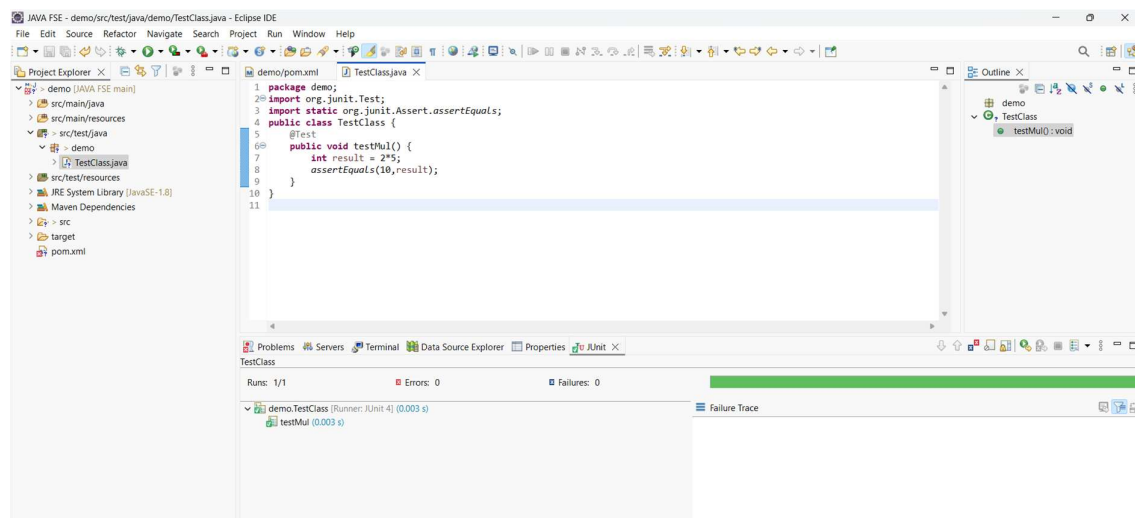 JAVA FSE - demo/src/test/java/demo/TestClass.java - Eclipse IDE
File Edit Source Refactor Navigate Search Project Run Window Help
Project Explorer
demo [JAVA FSE main]
src/main/java
src/main/resources
> src/test/java
> demo
TestClass.java
src/test/resources
JRE System Library [JavaSE-1.8]
Maven Dependencies
> src
target
pom.xml
demo/pom.xml TestClass.java
1 package demo;
2 import org.junit.Test;
3 import static org.junit.Assert.assertEquals;
4 public class TestClass {
5 @Test
6 public void testMul() {
7 int result = 2*5;
8 assertEquals(10,result);
9 }
10 }
11
Outline
demo
TestClass
testMul() : void
Problems Servers Terminal Data Source Explorer Properties JUnit
TestClass
Runs: 1/1 Errors: 0 Failures: 0
demo.TestClass [Runner: JUnit 4] (0.003 s)
testMul (0.003 s)
Failure Trace